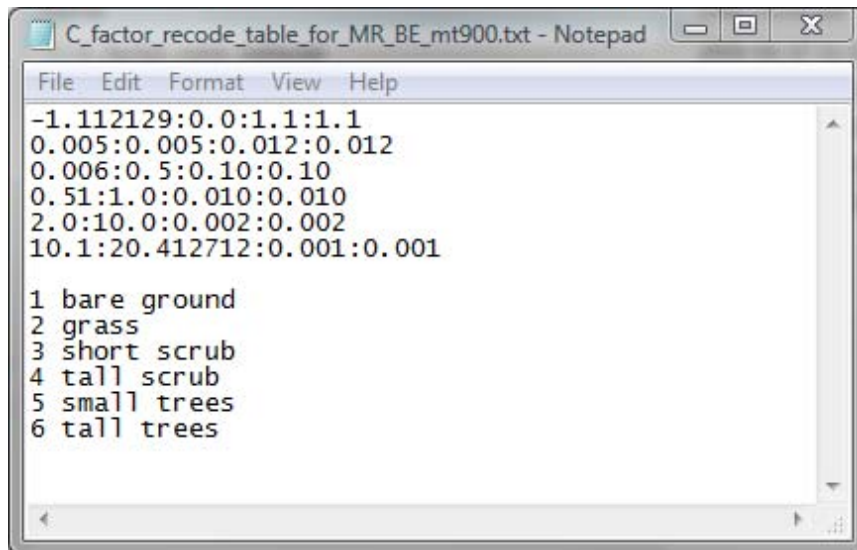 C_factor_recode_table_for_MR_BE_mt900.txt - Notepad
File Edit Format View Help
-1.112129:0.0:1.1:1.1
0.005:0.005:0.012:0.012
0.006:0.5:0.10:0.10
0.51:1.0:0.010:0.010
2.0:10.0:0.002:0.002
10.1:20.412712:0.001:0.001
1 bare ground
2 grass
3 short scrub
4 tall scrub
5 small trees
6 tall trees